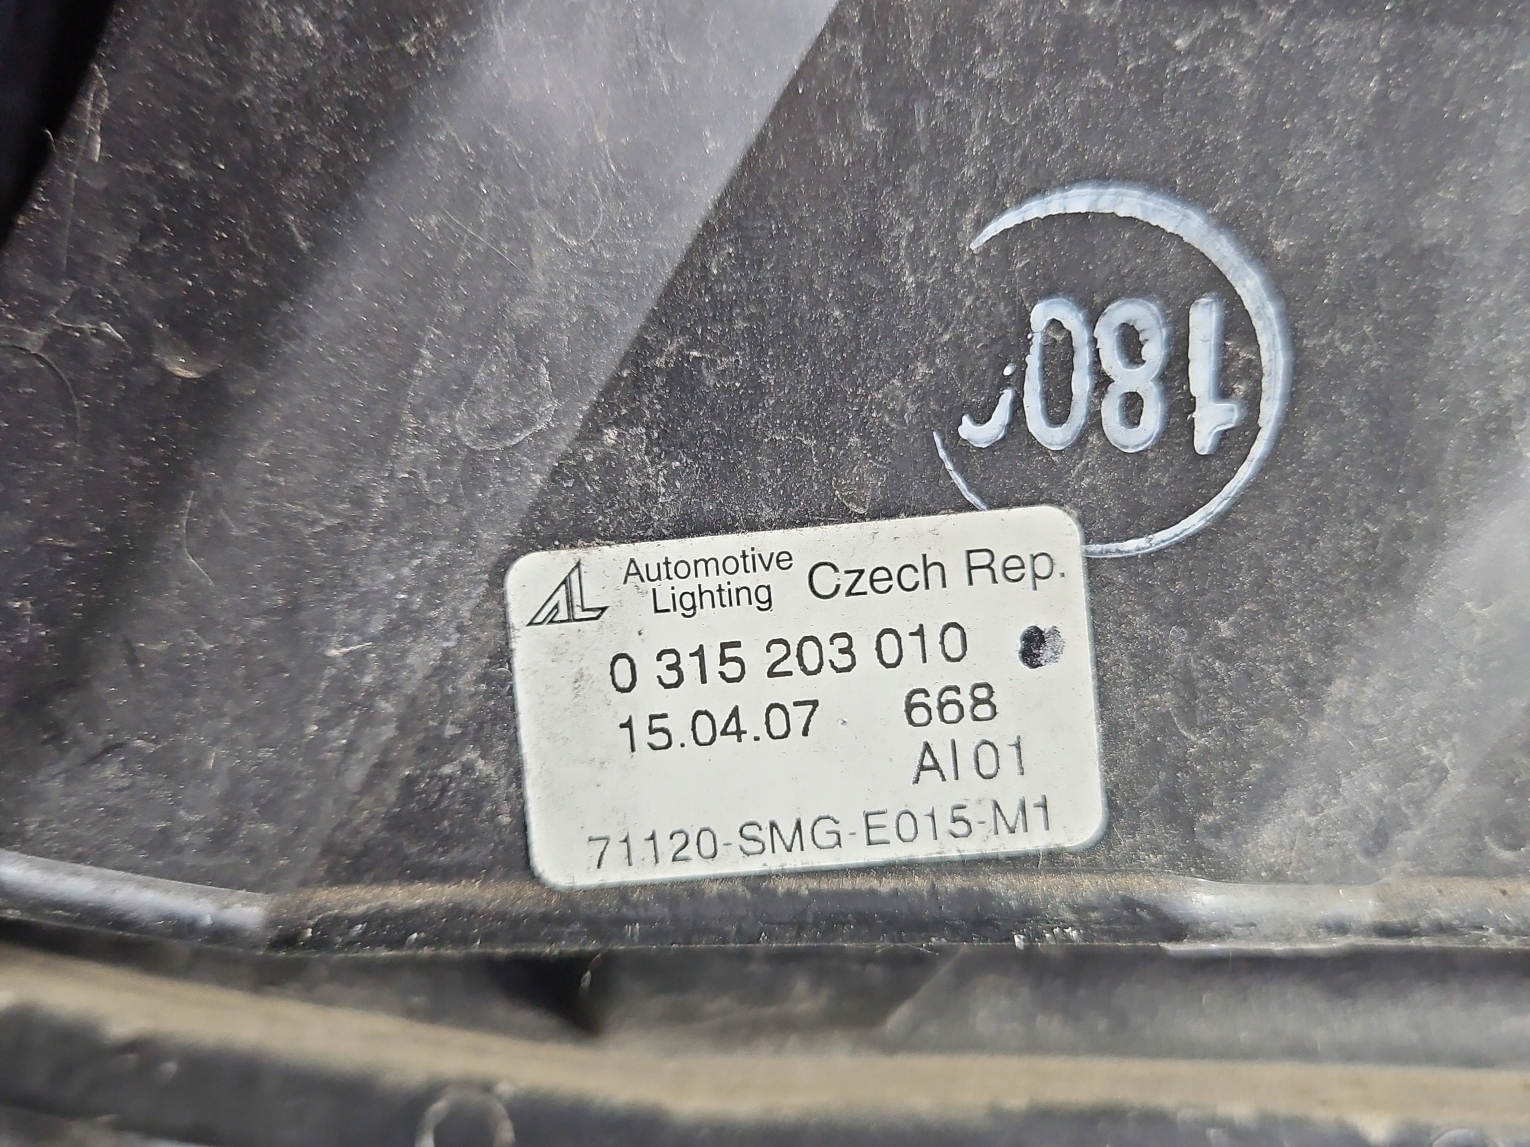 180°
AL Automotive Lighting Czech Rep.
0 315 203 010
15.04.07 668
AI 01
71120-SMG-E015-M1